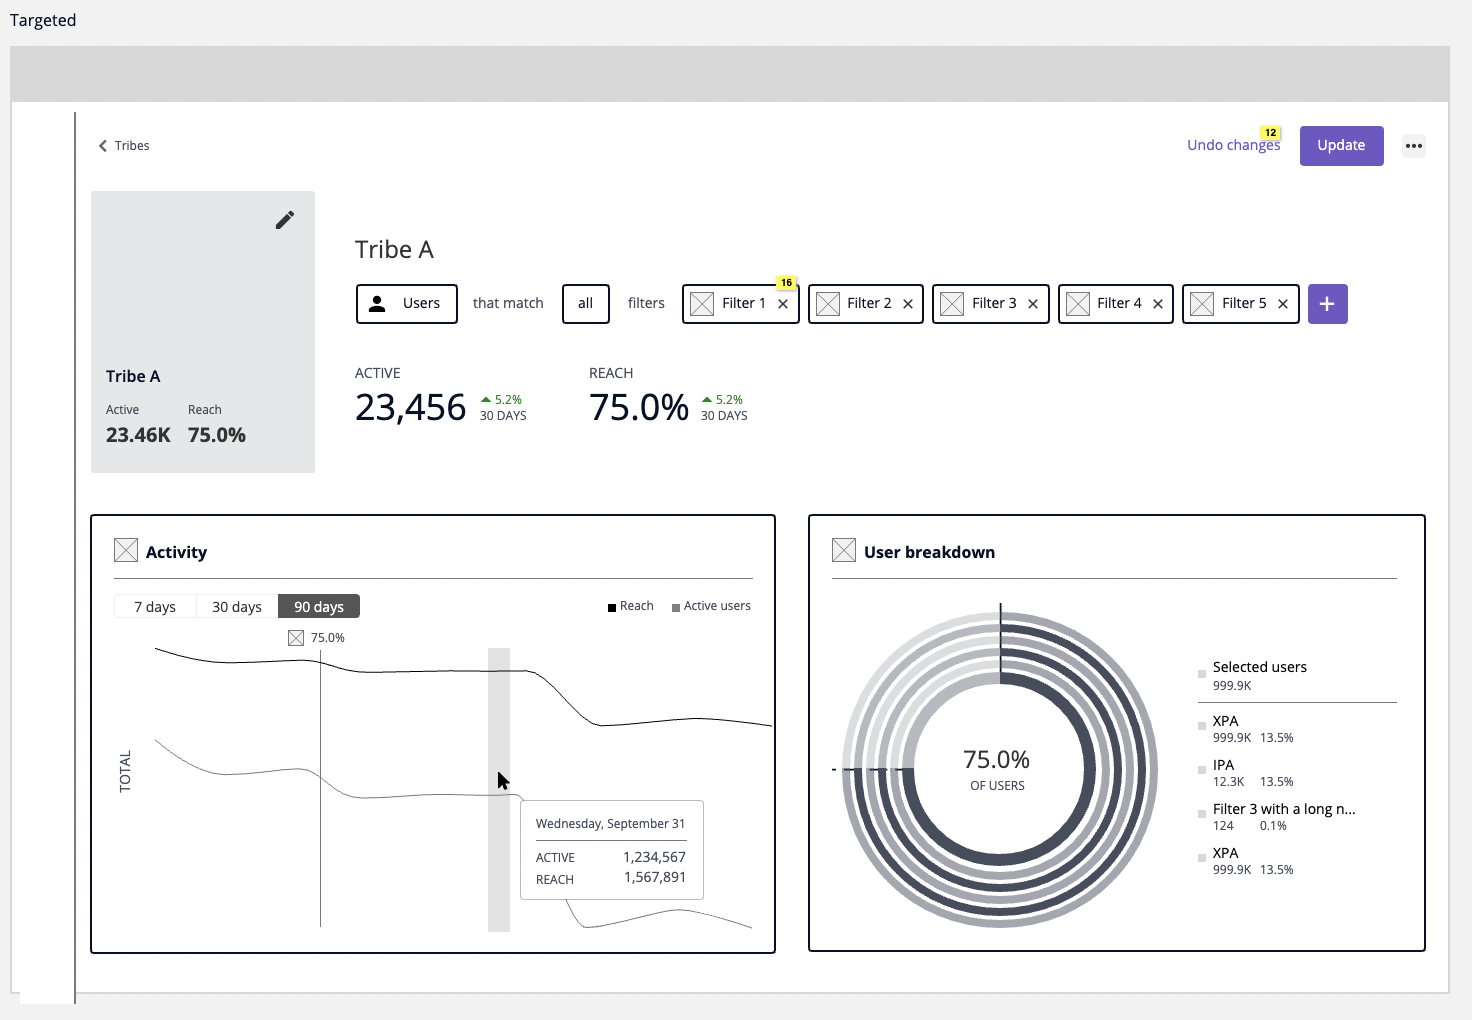 Targeted
Tribes
Undo changes
12
Update
Tribe A
Active Reach
23.46K 75.0%
Tribe A
Users that match all filters Filter 1 Filter 2 Filter 3 Filter 4 Filter 5 +
16
ACTIVE REACH
23,456 5.2% 75.0% 5.2%
30 DAYS 30 DAYS
Activity
7 days 30 days 90 days
Reach Active users
75.0%
TOTAL
Wednesday, September 31
ACTIVE 1,234,567
REACH 1,567,891
User breakdown
75.0%
OF USERS
Selected users
999.9K
XPA
999.9K 13.5%
IPA
12.3K 13.5%
Filter 3 with a long n...
124 0.1%
XPA
999.9K 13.5%